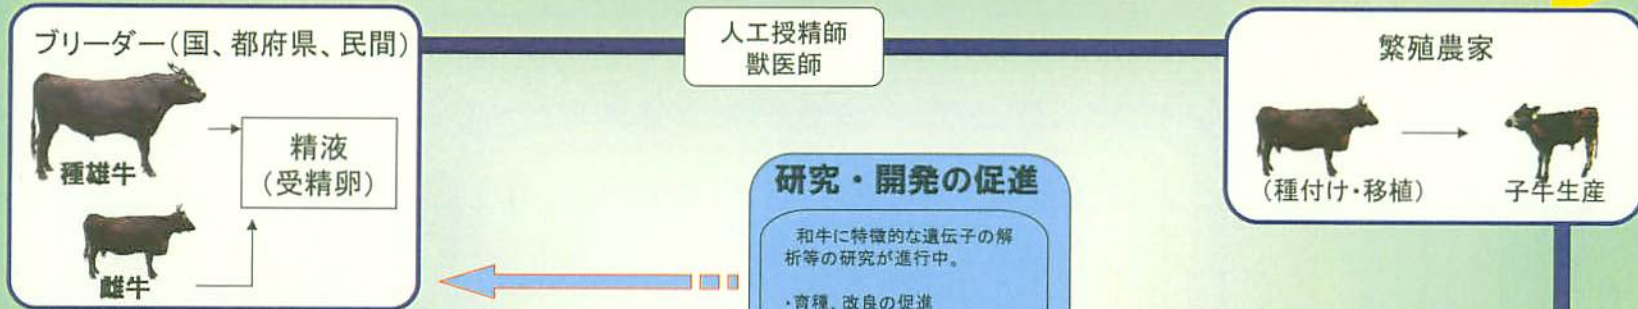 ブリーダー(国、都府県、民間)
種雄牛
精液
(受精卵)
雌牛
人工授精師
獣医師
繁殖農家
(種付け・移植)
子牛生産
研究・開発の促進
和牛に特徴的な遺伝子の解
析等の研究が進行中。
・育種、改良の促進